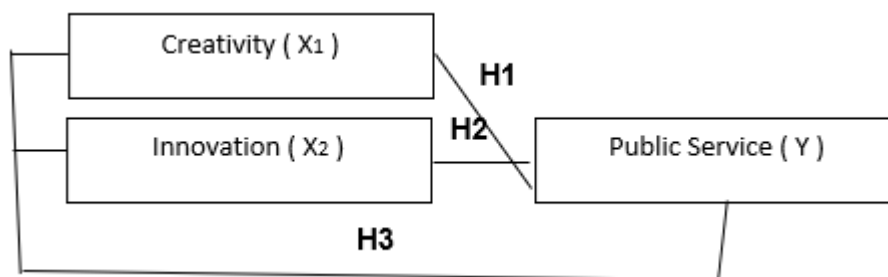 Creativity ( X1 )
H1
Innovation ( X2 )
H2
Public Service ( Y )
H3